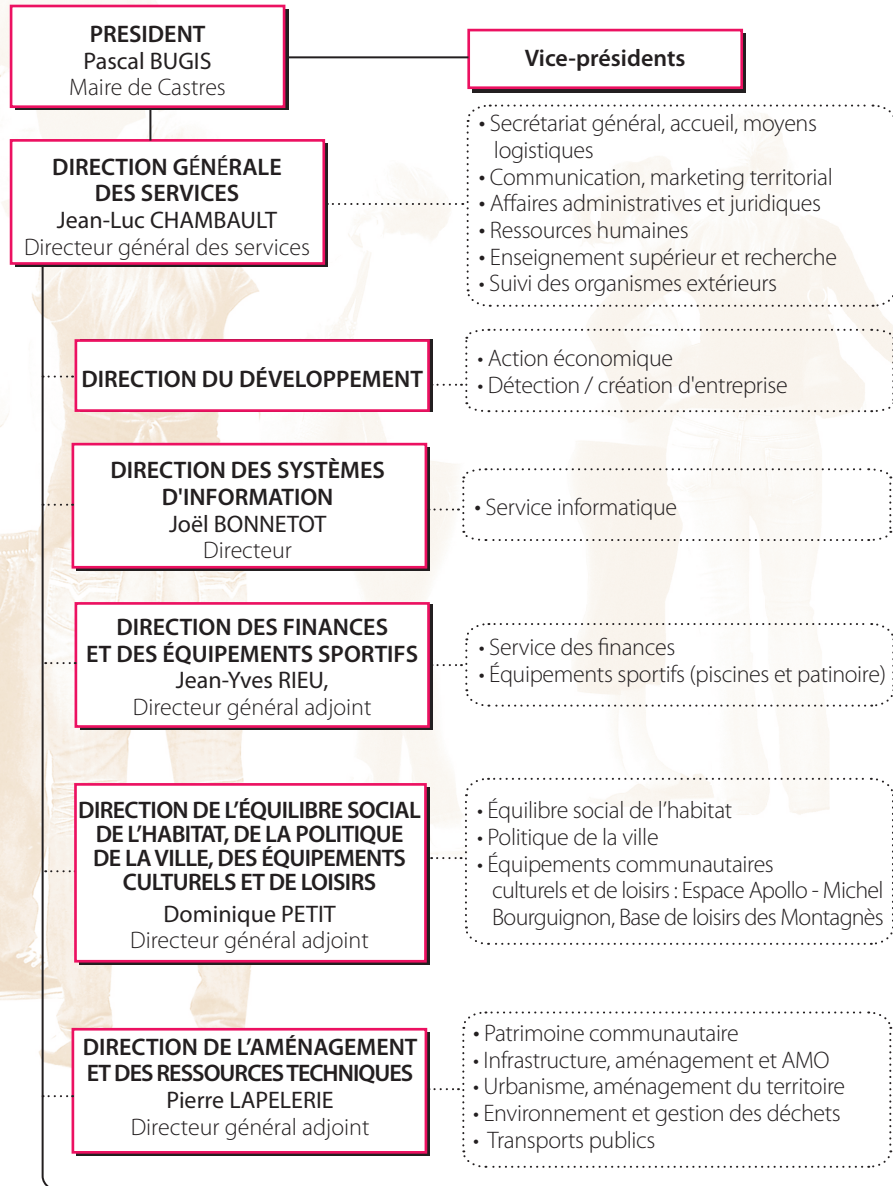 PRESIDENT
Pascal BUGIS
Maire de Castres
Vice-présidents
DIRECTION GÉNÉRALE
DES SERVICES
Jean-Luc CHAMBAULT
Directeur général des services
• Secrétariat général, accueil, moyens
logistiques
• Communication, marketing territorial
• Affaires administratives et juridiques
• Ressources humaines
• Enseignement supérieur et recherche
• Suivi des organismes extérieurs
DIRECTION DU DÉVELOPPEMENT
• Action économique
• Détection / création d'entreprise
DIRECTION DES SYSTÈMES
D'INFORMATION
Joël BONNETOT
Directeur
• Service informatique
DIRECTION DES FINANCES
ET DES ÉQUIPEMENTS SPORTIFS
Jean-Yves RIEU,
Directeur général adjoint
• Service des finances
• Équipements sportifs (piscines et patinoire)
DIRECTION DE L'ÉQUILIBRE SOCIAL
DE L'HABITAT, DE LA POLITIQUE
DE LA VILLE, DES ÉQUIPEMENTS
CULTURELS ET DE LOISIRS
Dominique PETIT
Directeur général adjoint
• Équilibre social de l'habitat
• Politique de la ville
• Équipements communautaires
culturels et de loisirs : Espace Apollo - Michel
Bourguignon, Base de loisirs des Montagnès
DIRECTION DE L'AMÉNAGEMENT
ET DES RESSOURCES TECHNIQUES
Pierre LAPELERIE
Directeur général adjoint
• Patrimoine communautaire
• Infrastructure, aménagement et AMO
• Urbanisme, aménagement du territoire
• Environnement et gestion des déchets
• Transports publics